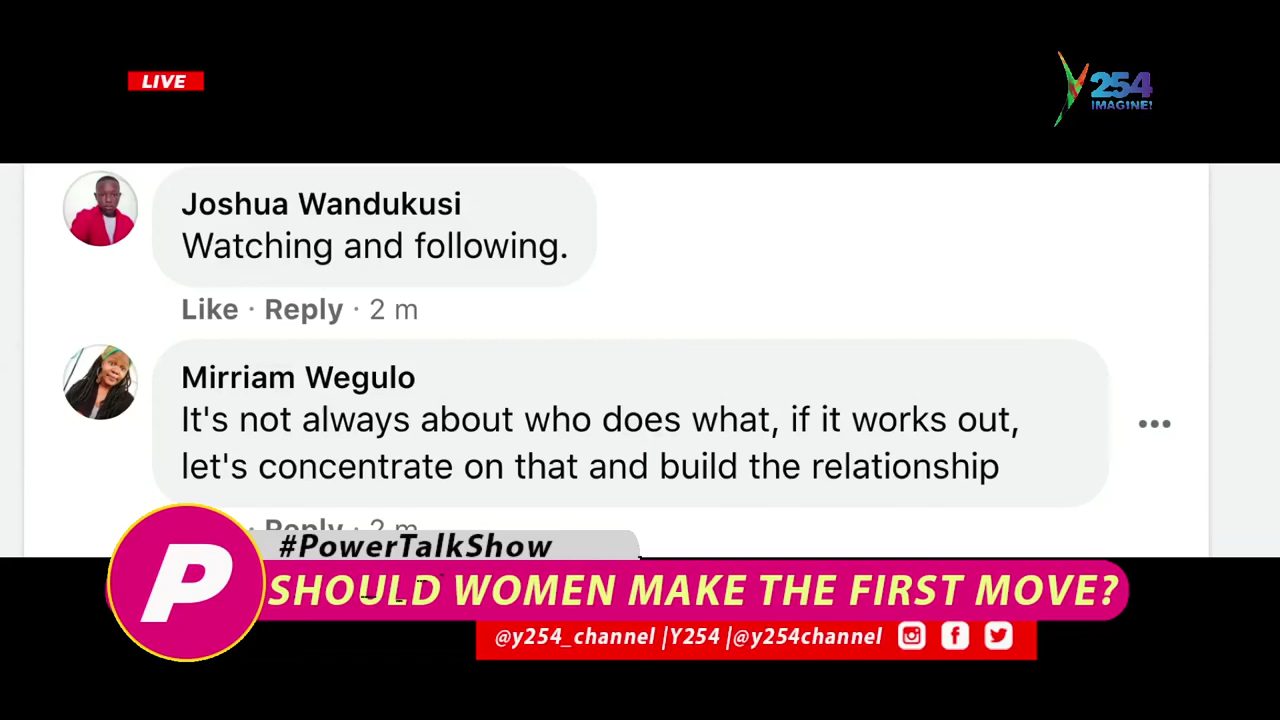 LIVE
254
IMAGINE!
Joshua Wandukusi
Watching and following.
Like · Reply · 2 m
Mirriam Wegulo
It's not always about who does what, if it works out,
let's concentrate on that and build the relationship
· Reply · 2 m
#PowerTalkShow
P
SHOULD WOMEN MAKE THE FIRST MOVE?
@y254_channel |Y254 |@y254channel